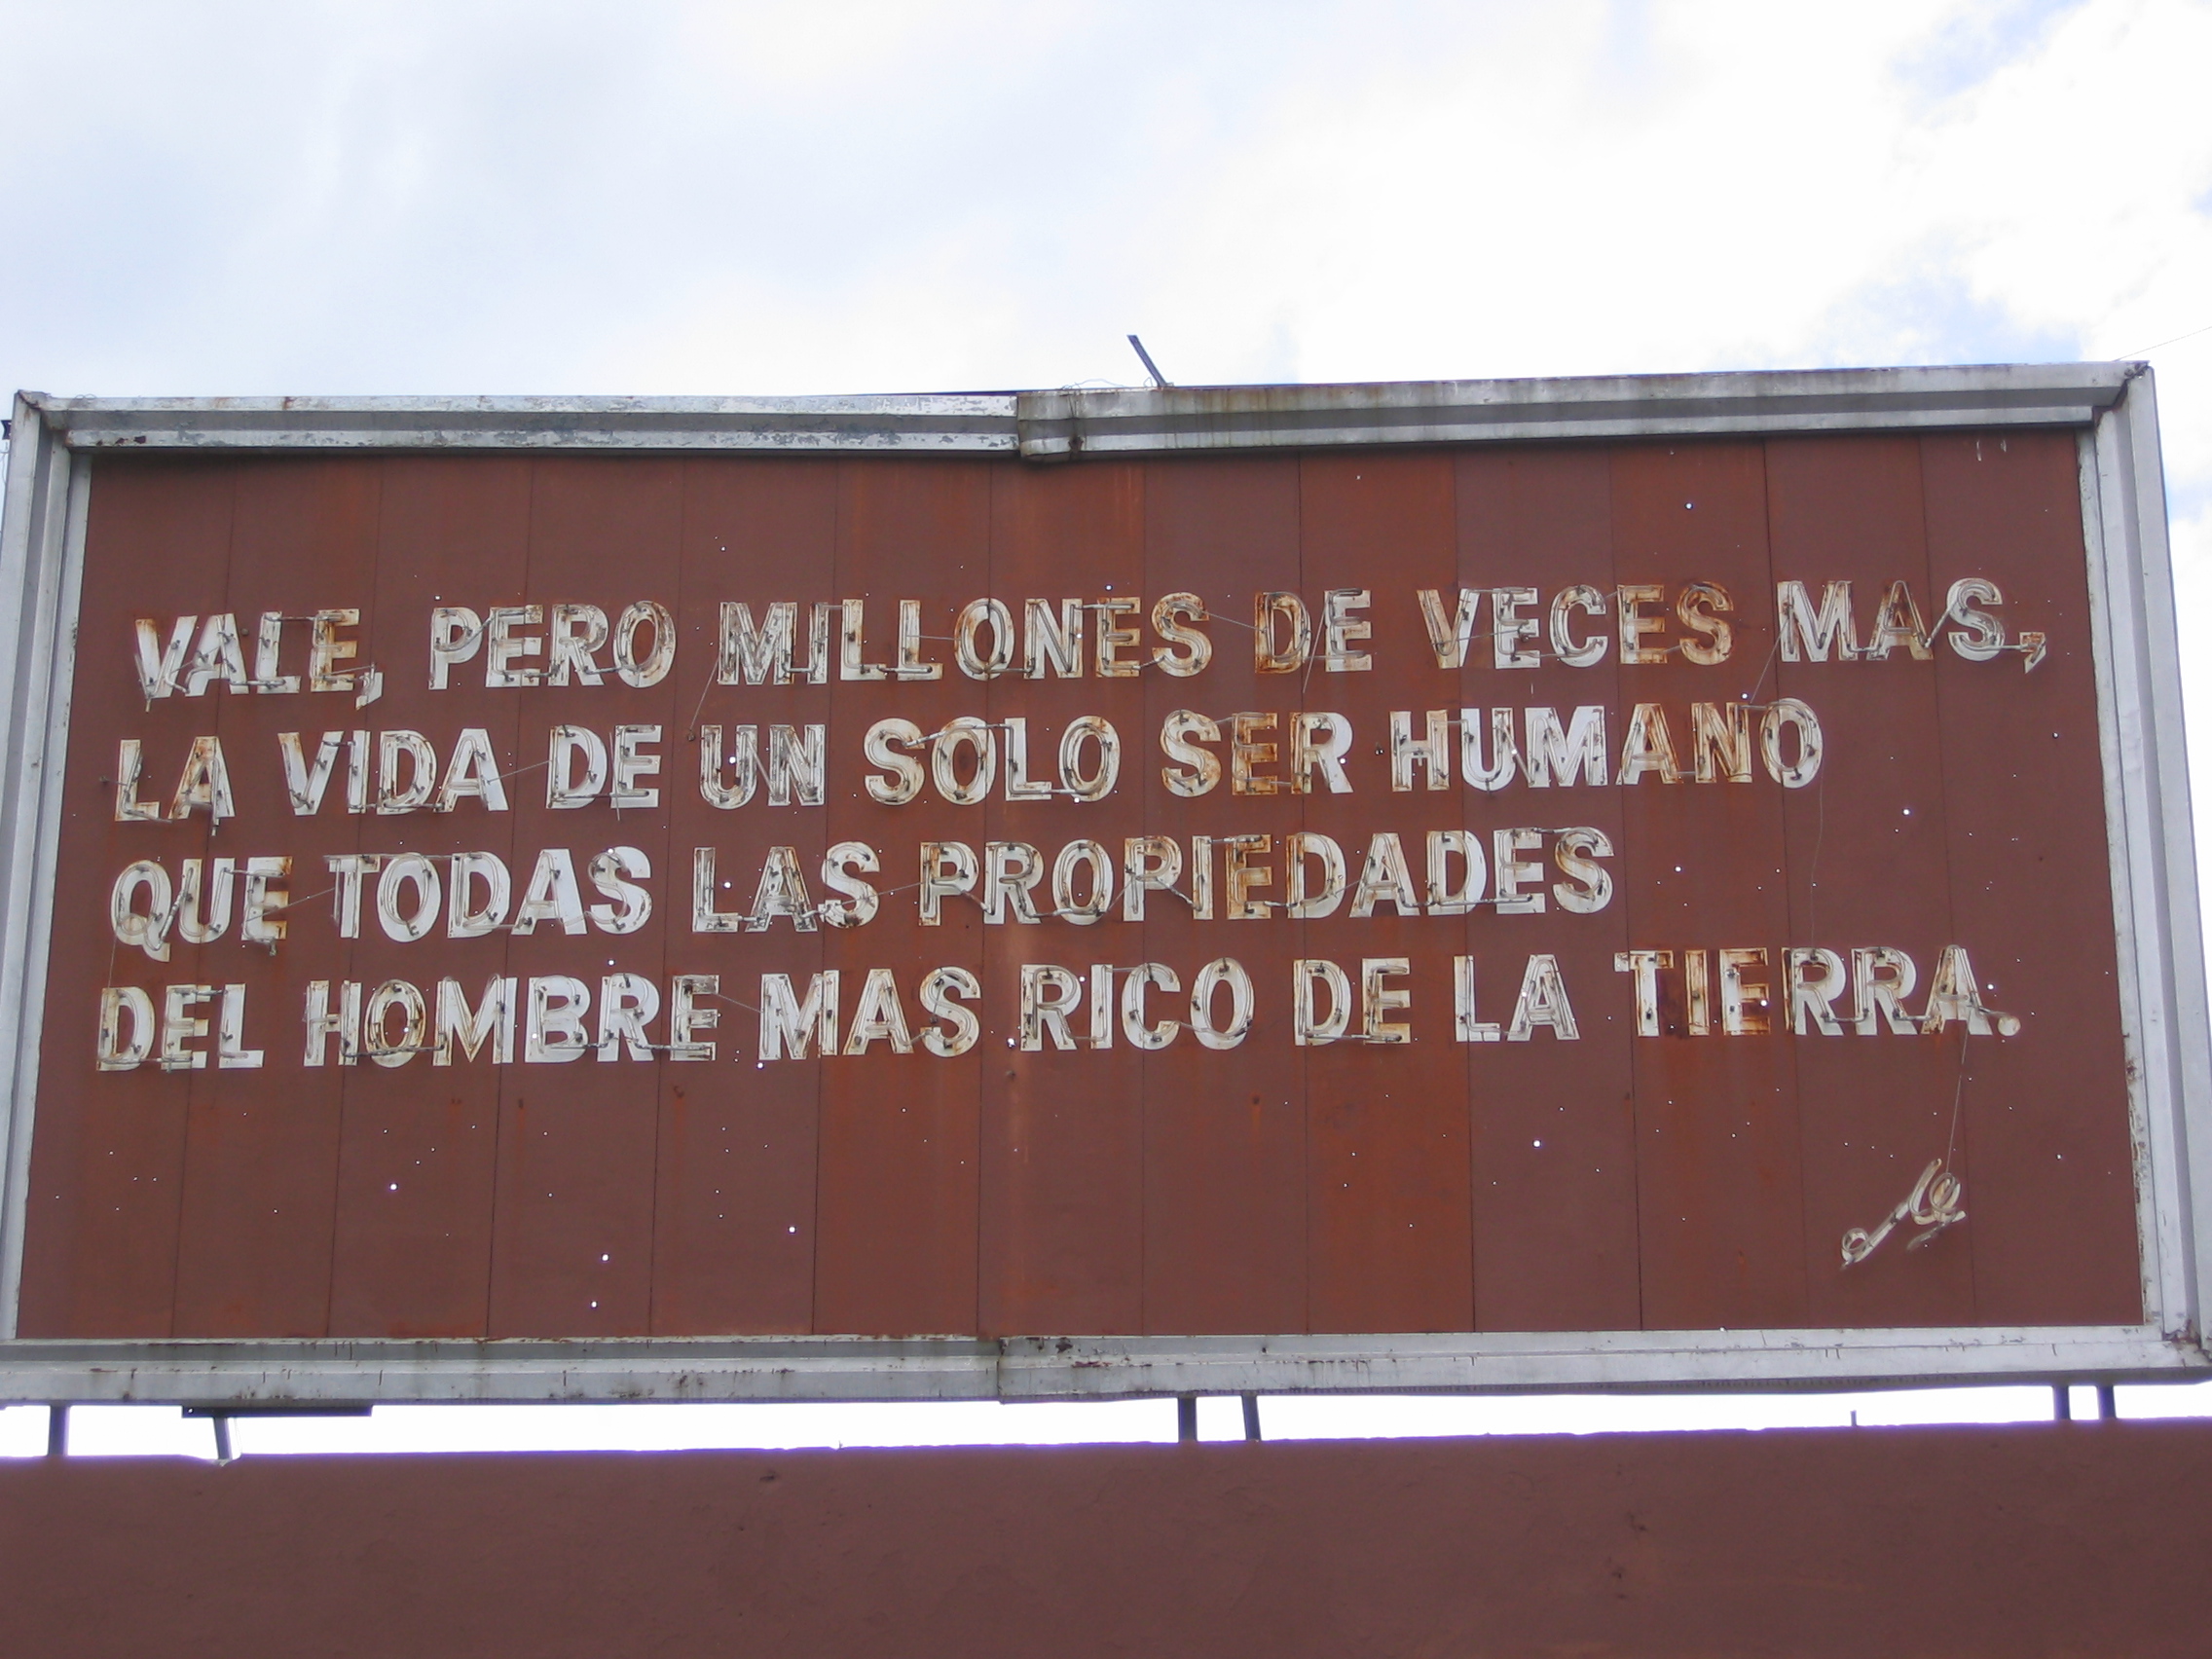 VALE, PERO MILLONES DE VECES MAS,
LA VIDA DE UN SOLO SER HUMANO
QUE TODAS LAS PROPIEDADES
DEL HOMBRE MAS RICO DE LA TIERRA.